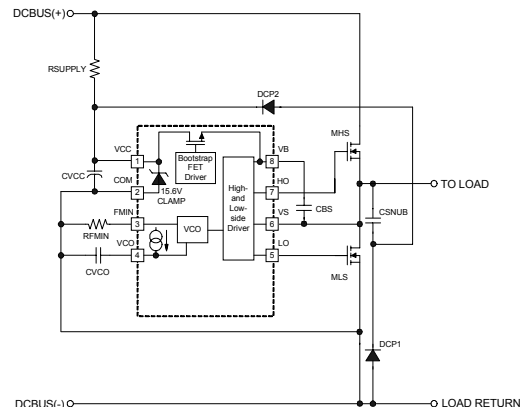 DCBUS(+)
RSUPPLY
DCP2
VCC
1
CVCC
COM
2
15.6V
CLAMP
Bootstrap
FET
Driver
VB
8
HO
7
MHS
TO LOAD
FMIN
3
RFMIN
VCO
4
CVCO
VCO
High-
and
Low-
side
Driver
VS
6
CBS
CSNUB
LO
5
MLS
DCP1
DCBUS(-)
LOAD RETURN